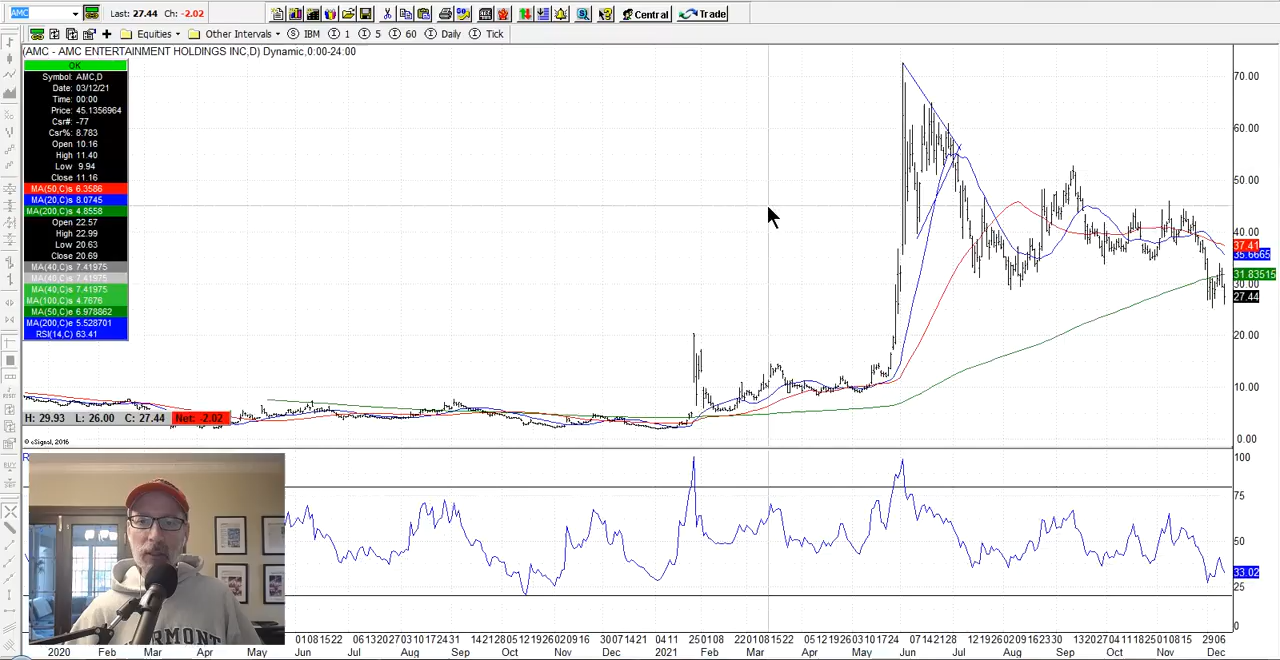 AMC
Last: 27.44 Ch: -2.02
Central
Trade
Equities
Other Intervals
IBM
1
5
60
Daily
Tick
(AMC - AMC ENTERTAINMENT HOLDINGS INC,D) Dynamic,0:00-24:00
OK
Symbol: AMC,D
Date: 03/12/21
Time: 00:00
Price: 45.1356964
Csr#: -77
Csr%: 8.783
Open 10.16
High 11.40
Low 9.94
Close 11.16
MA(50,C)s 6.3586
MA(20,C)s 8.0745
MA(200,C)s 4.8558
Open 22.57
High 22.99
Low 20.63
Close 20.69
MA(40,C)s 7.41975
MA(40,C)s 7.41975
MA(40,C)s 7.41975
MA(100,C)s 4.7676
MA(50,C)e 6.978862
MA(200,C)e 5.528701
RSI(14,C) 63.41
70.00
60.00
50.00
40.00
37.41
35.6665
31.83515
30.00
27.44
20.00
10.00
0.00
H: 29.93 L: 26.00 C: 27.44 Net: -2.02
© eSignal, 2016
100
75
50
33.02
25
0
2020 Feb Mar Apr May Jun Jul Aug Sep Oct Nov Dec 2021 Feb Mar Apr May Jun Jul Aug Sep Oct Nov Dec